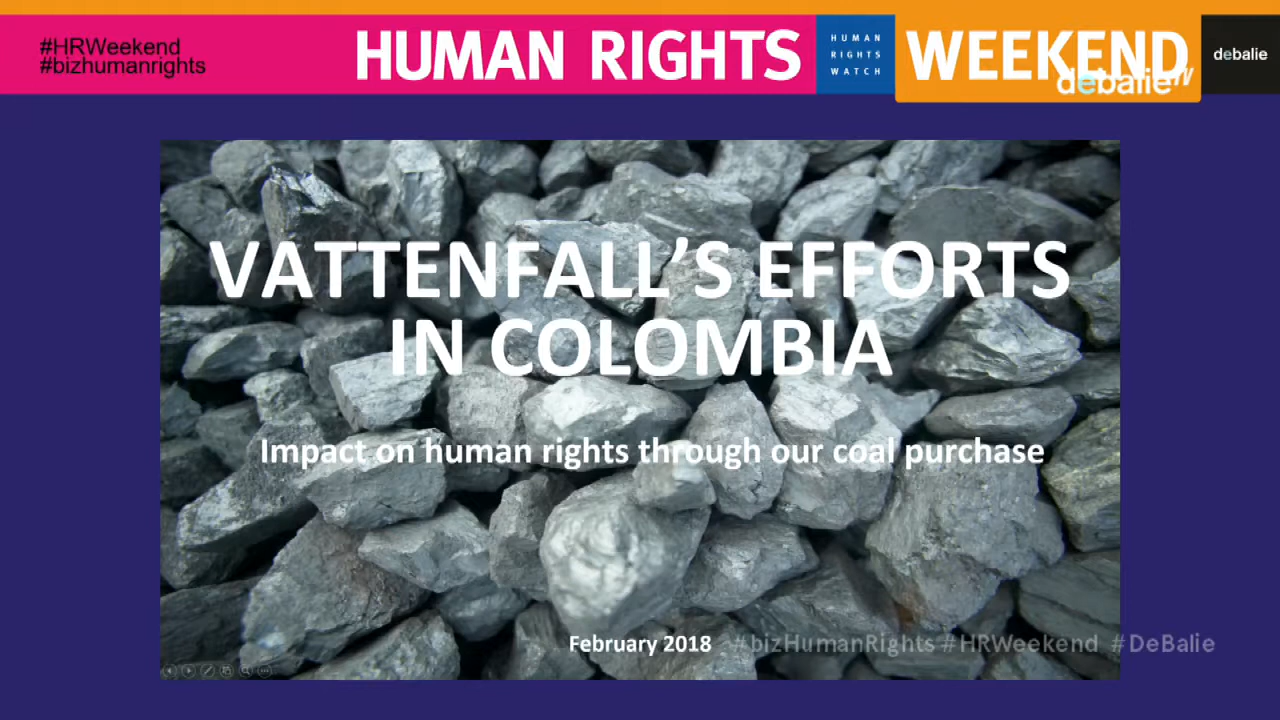 #HRWeekend
#bizhumanrights
HUMAN RIGHTS
HUMAN
RIGHTS
WATCH
WEEKEND
debalie
debalieTV
VATTENFALL'S EFFORTS
IN COLOMBIA
Impact on human rights through our coal purchase
February 2018
#bizHumanRights #HRWeekend #DeBalie